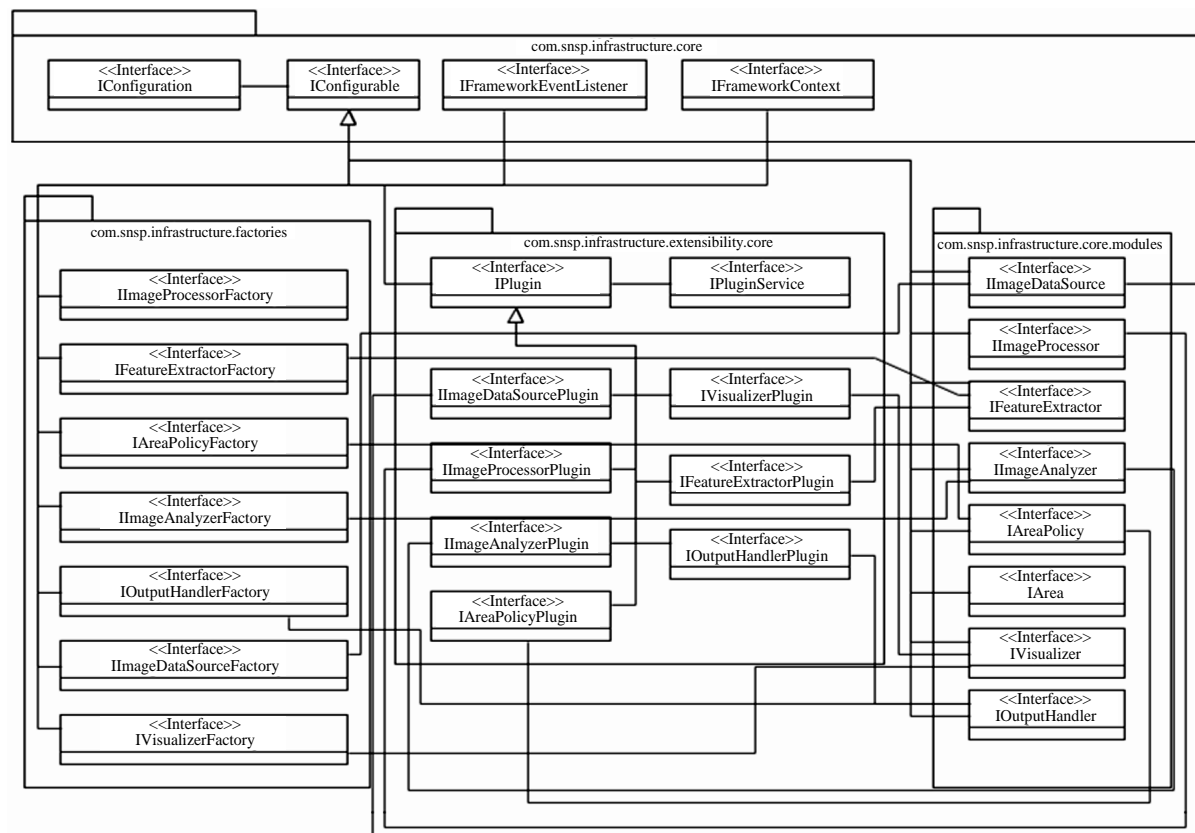 com.snsp.infrastructure.core
<<Interface>>
IConfiguration
<<Interface>>
IConfigurable
<<Interface>>
IFrameworkEventListener
<<Interface>>
IFrameworkContext
com.snsp.infrastructure.factories
<<Interface>>
IImageProcessorFactory
<<Interface>>
IFeatureExtractorFactory
<<Interface>>
IAreaPolicyFactory
<<Interface>>
IImageAnalyzerFactory
<<Interface>>
IOutputHandlerFactory
<<Interface>>
IImageDataSourceFactory
<<Interface>>
IVisualizerFactory
com.snsp.infrastructure.extensibility.core
<<Interface>>
IPlugin
<<Interface>>
IPluginService
<<Interface>>
IImageDataSourcePlugin
<<Interface>>
IVisualizerPlugin
<<Interface>>
IImageProcessorPlugin
<<Interface>>
IFeatureExtractorPlugin
<<Interface>>
IImageAnalyzerPlugin
<<Interface>>
IOutputHandlerPlugin
<<Interface>>
IAreaPolicyPlugin
com.snsp.infrastructure.core.modules
<<Interface>>
IImageDataSource
<<Interface>>
IImageProcessor
<<Interface>>
IFeatureExtractor
<<Interface>>
IImageAnalyzer
<<Interface>>
IAreaPolicy
<<Interface>>
IArea
<<Interface>>
IVisualizer
<<Interface>>
IOutputHandler